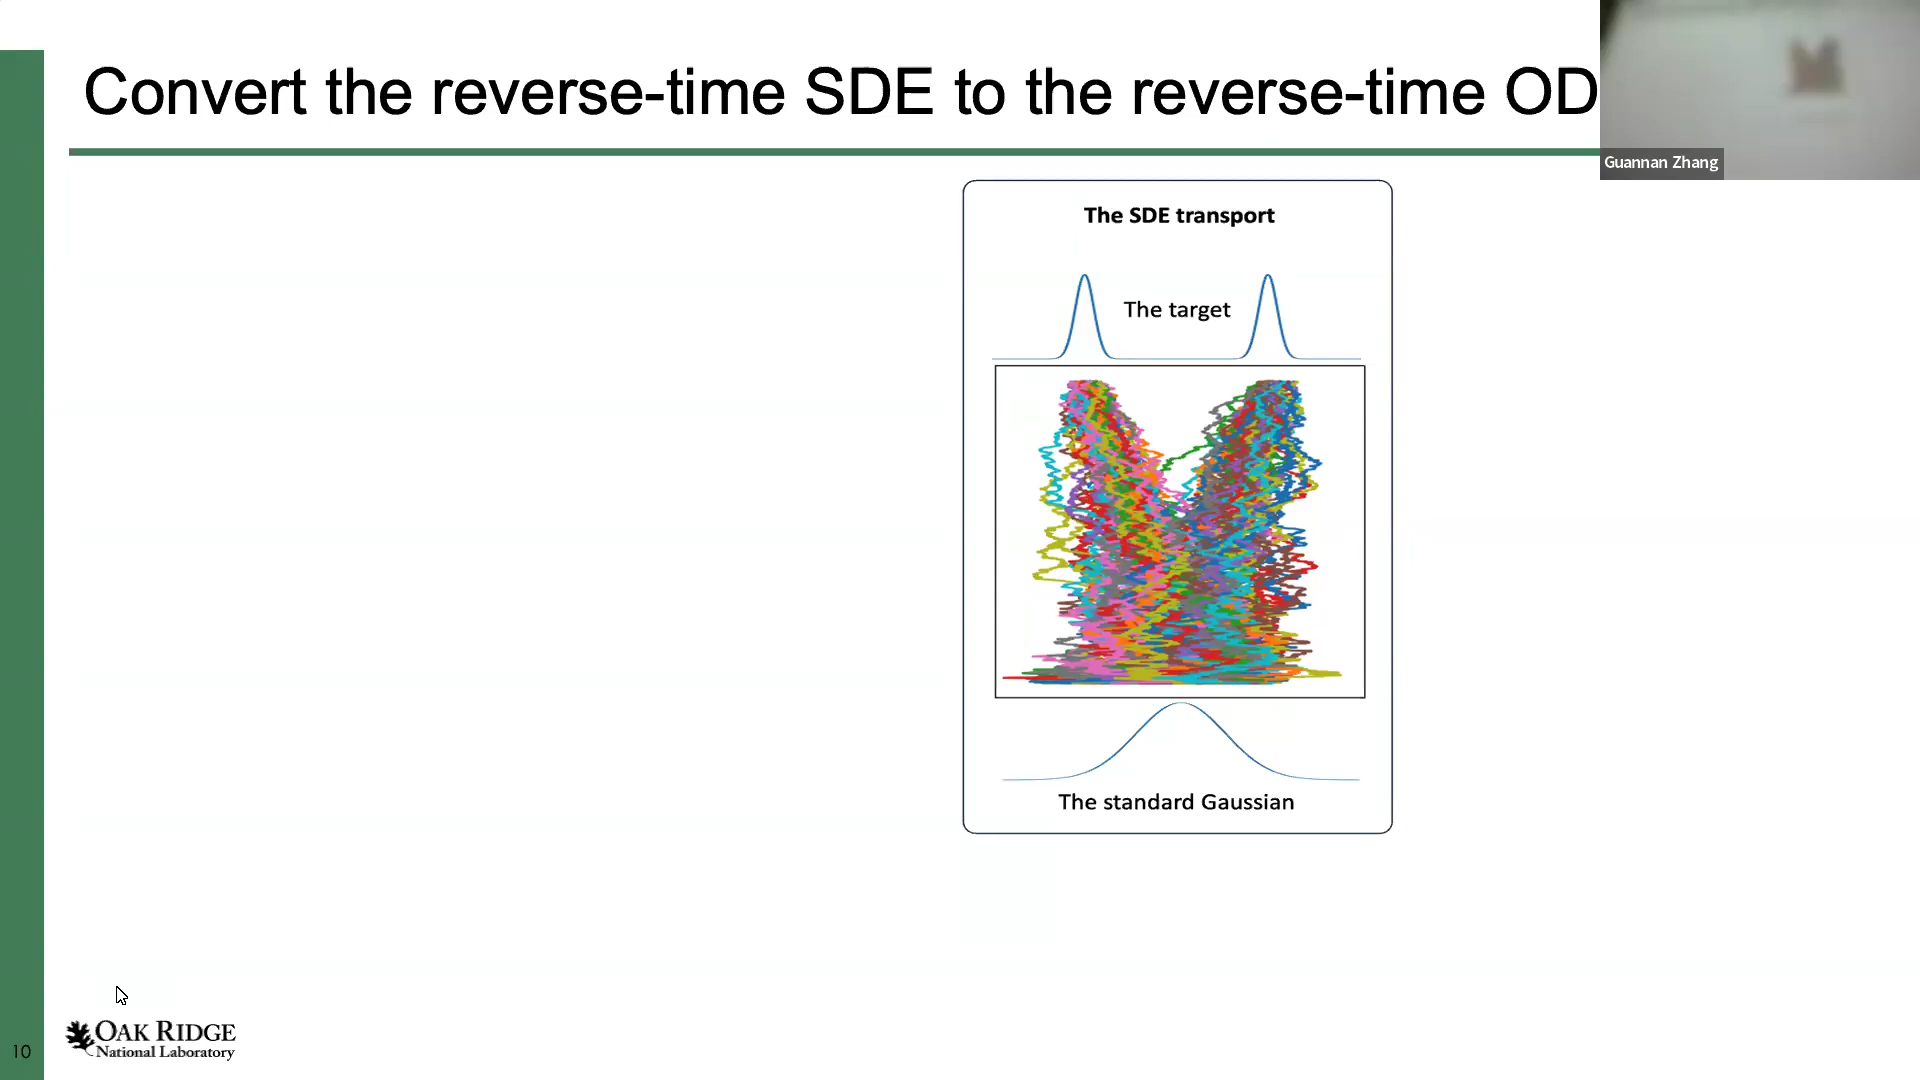 Convert the reverse-time SDE to the reverse-time OD
Guannan Zhang
The SDE transport
The target
The standard Gaussian
10
OAK RIDGE
National Laboratory